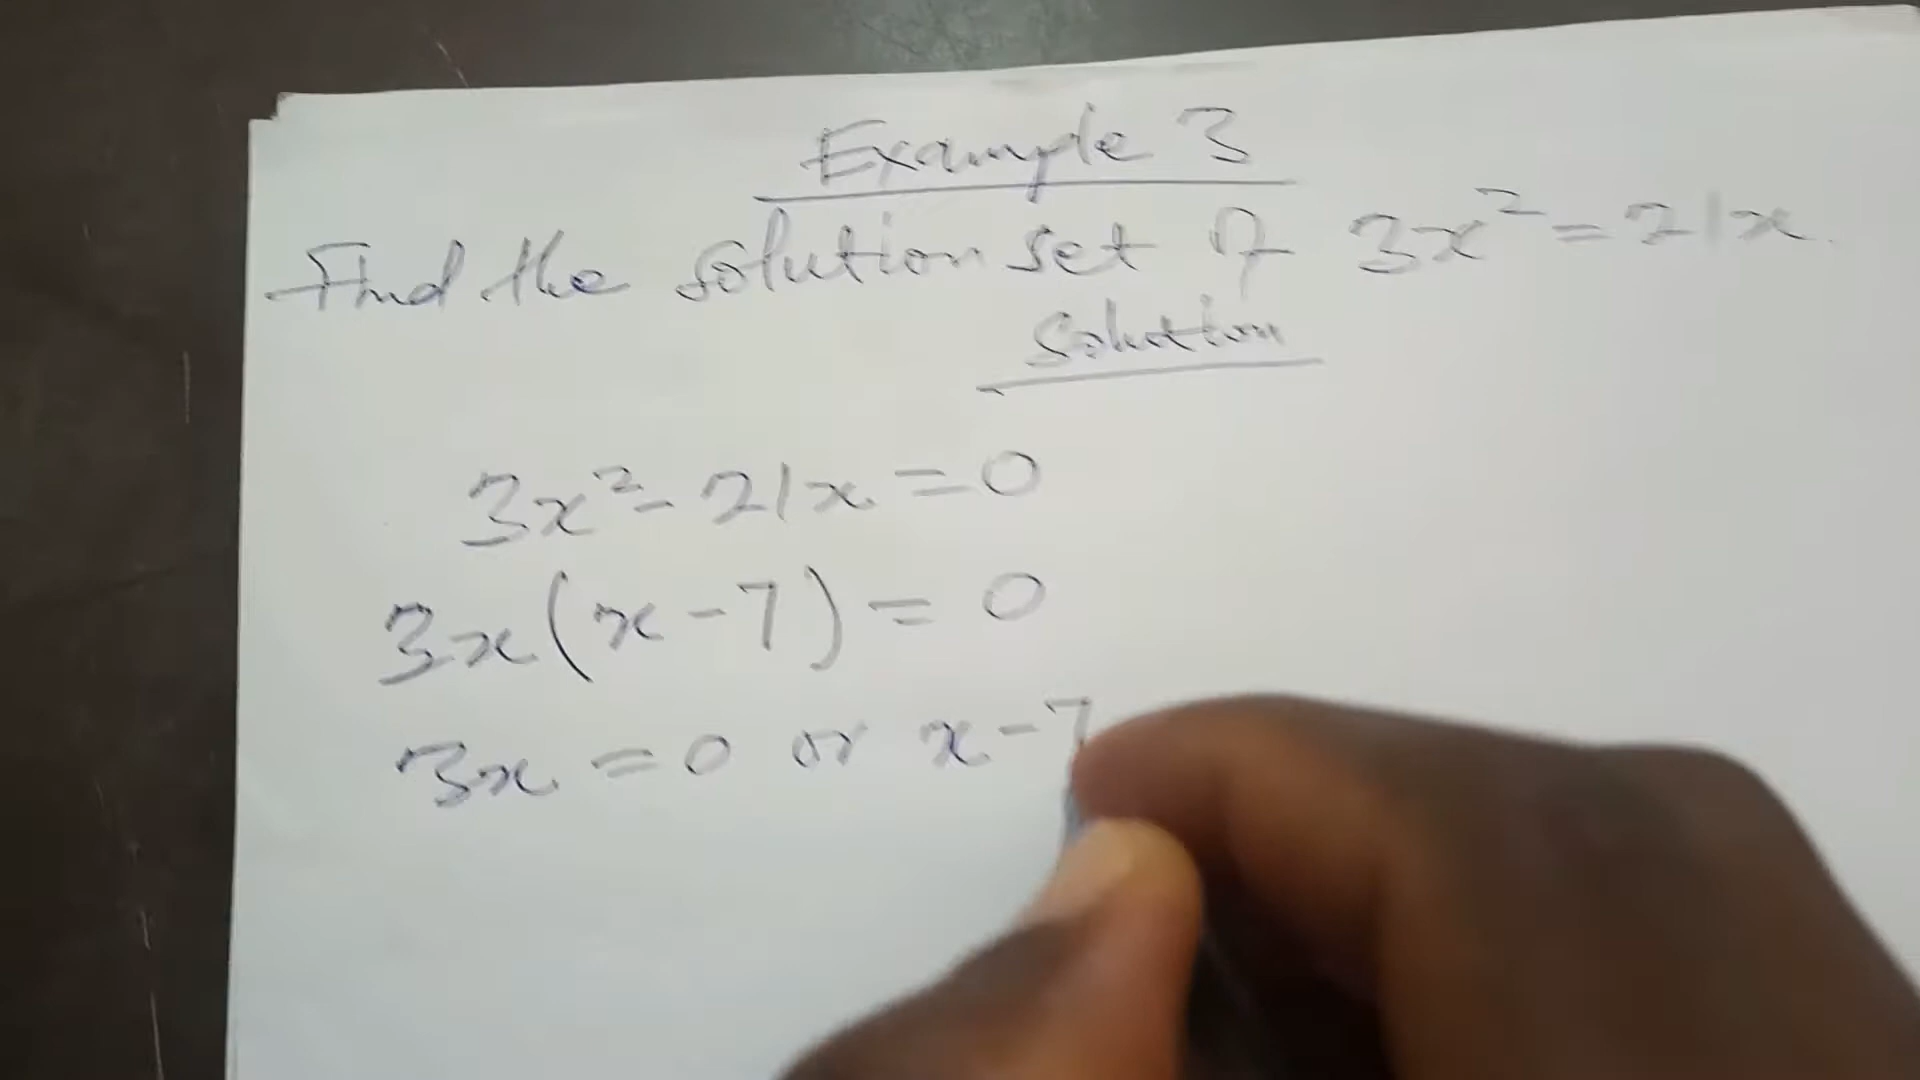 Example 3
Find the solution set of 3x² = 21x.
Solution
3x² - 21x = 0
3x(x - 7) = 0
3x = 0 or x - 7